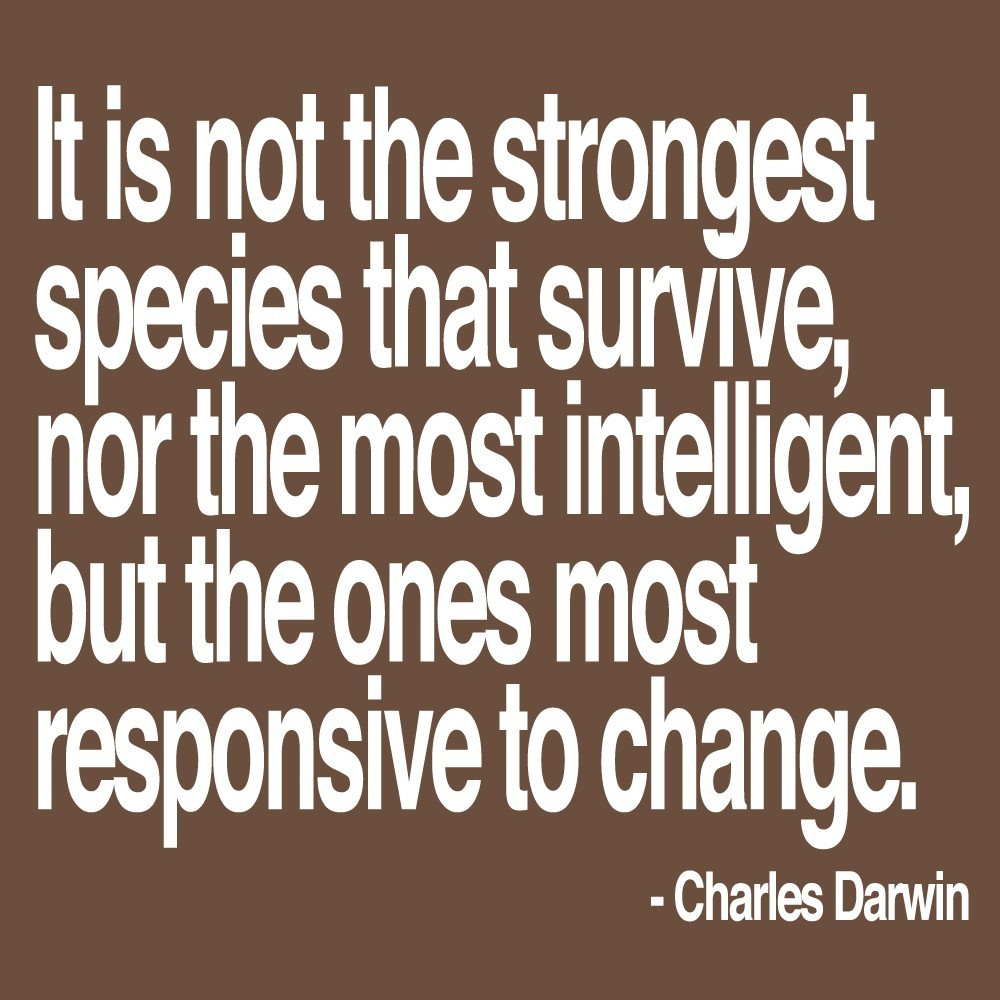 It is not the strongest
species that survive,
nor the most intelligent,
but the ones most
responsive to change.
- Charles Darwin